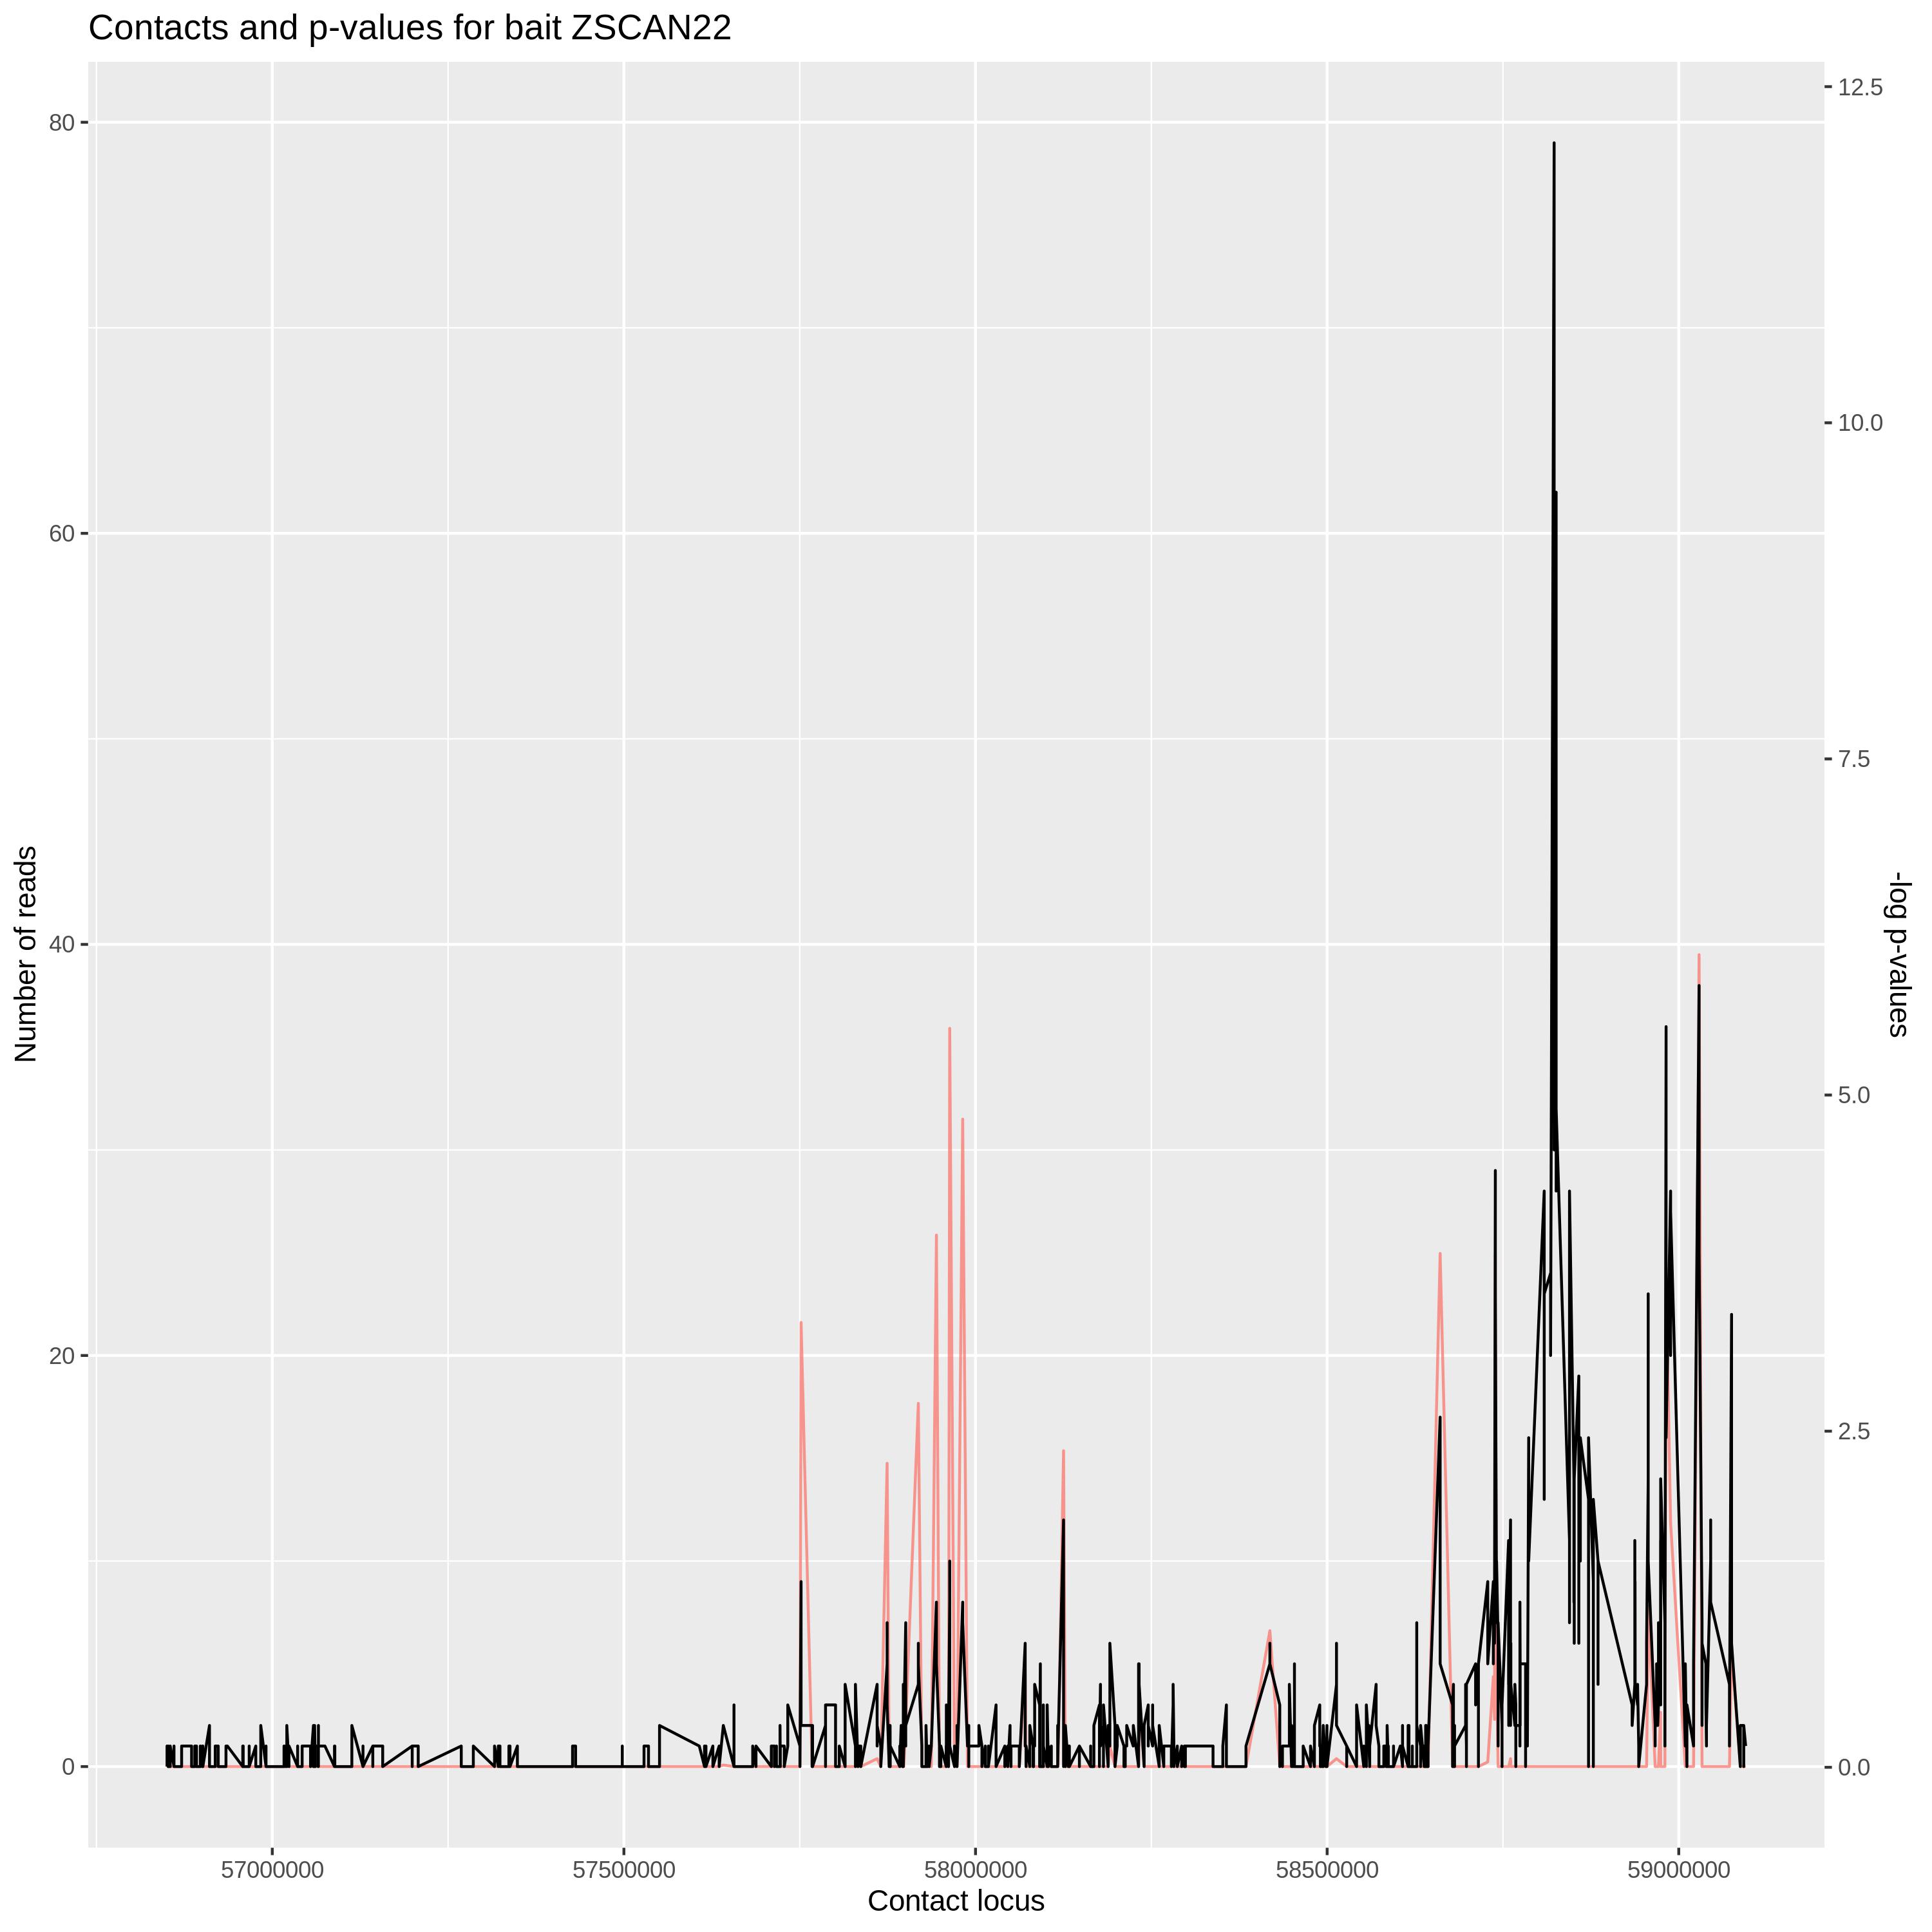 Contacts and p-values for bait ZSCAN22
80
60
40
20
0
Number of reads
12.5
10.0
7.5
5.0
2.5
0.0
-log p-values
57000000 57500000 58000000 58500000 59000000
Contact locus